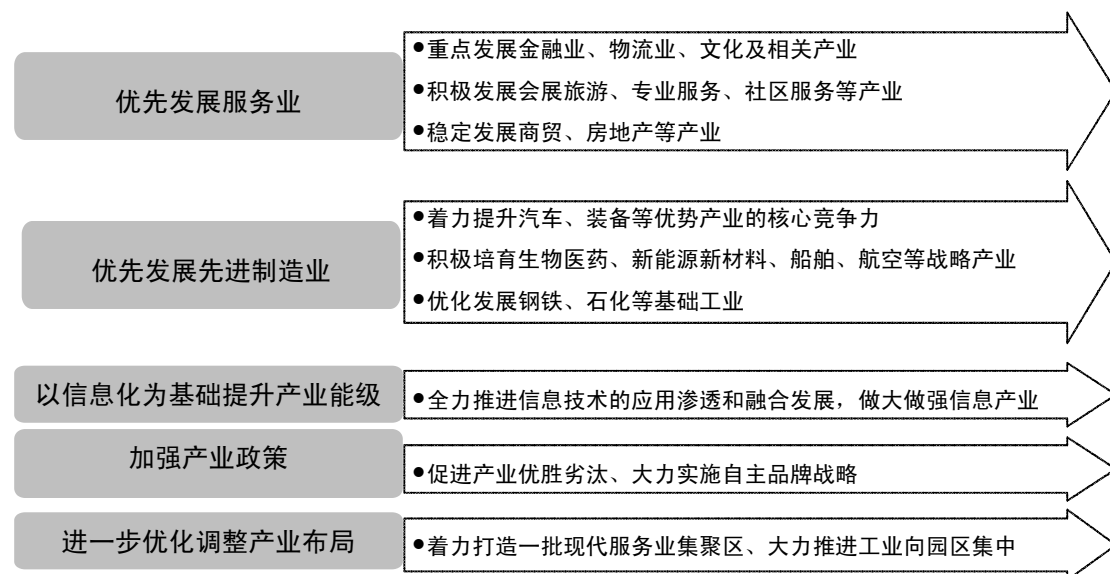 优先发展服务业
●重点发展金融业、物流业、文化及相关产业
●积极发展会展旅游、专业服务、社区服务等产业
●稳定发展商贸、房地产等产业
优先发展先进制造业
●着力提升汽车、装备等优势产业的核心竞争力
●积极培育生物医药、新能源新材料、船舶、航空等战略产业
●优化发展钢铁、石化等基础工业
以信息化为基础提升产业能级
●全力推进信息技术的应用渗透和融合发展，做大做强信息产业
加强产业政策
●促进产业优胜劣汰、大力实施自主品牌战略
进一步优化调整产业布局
●着力打造一批现代服务业集聚区、大力推进工业向园区集中